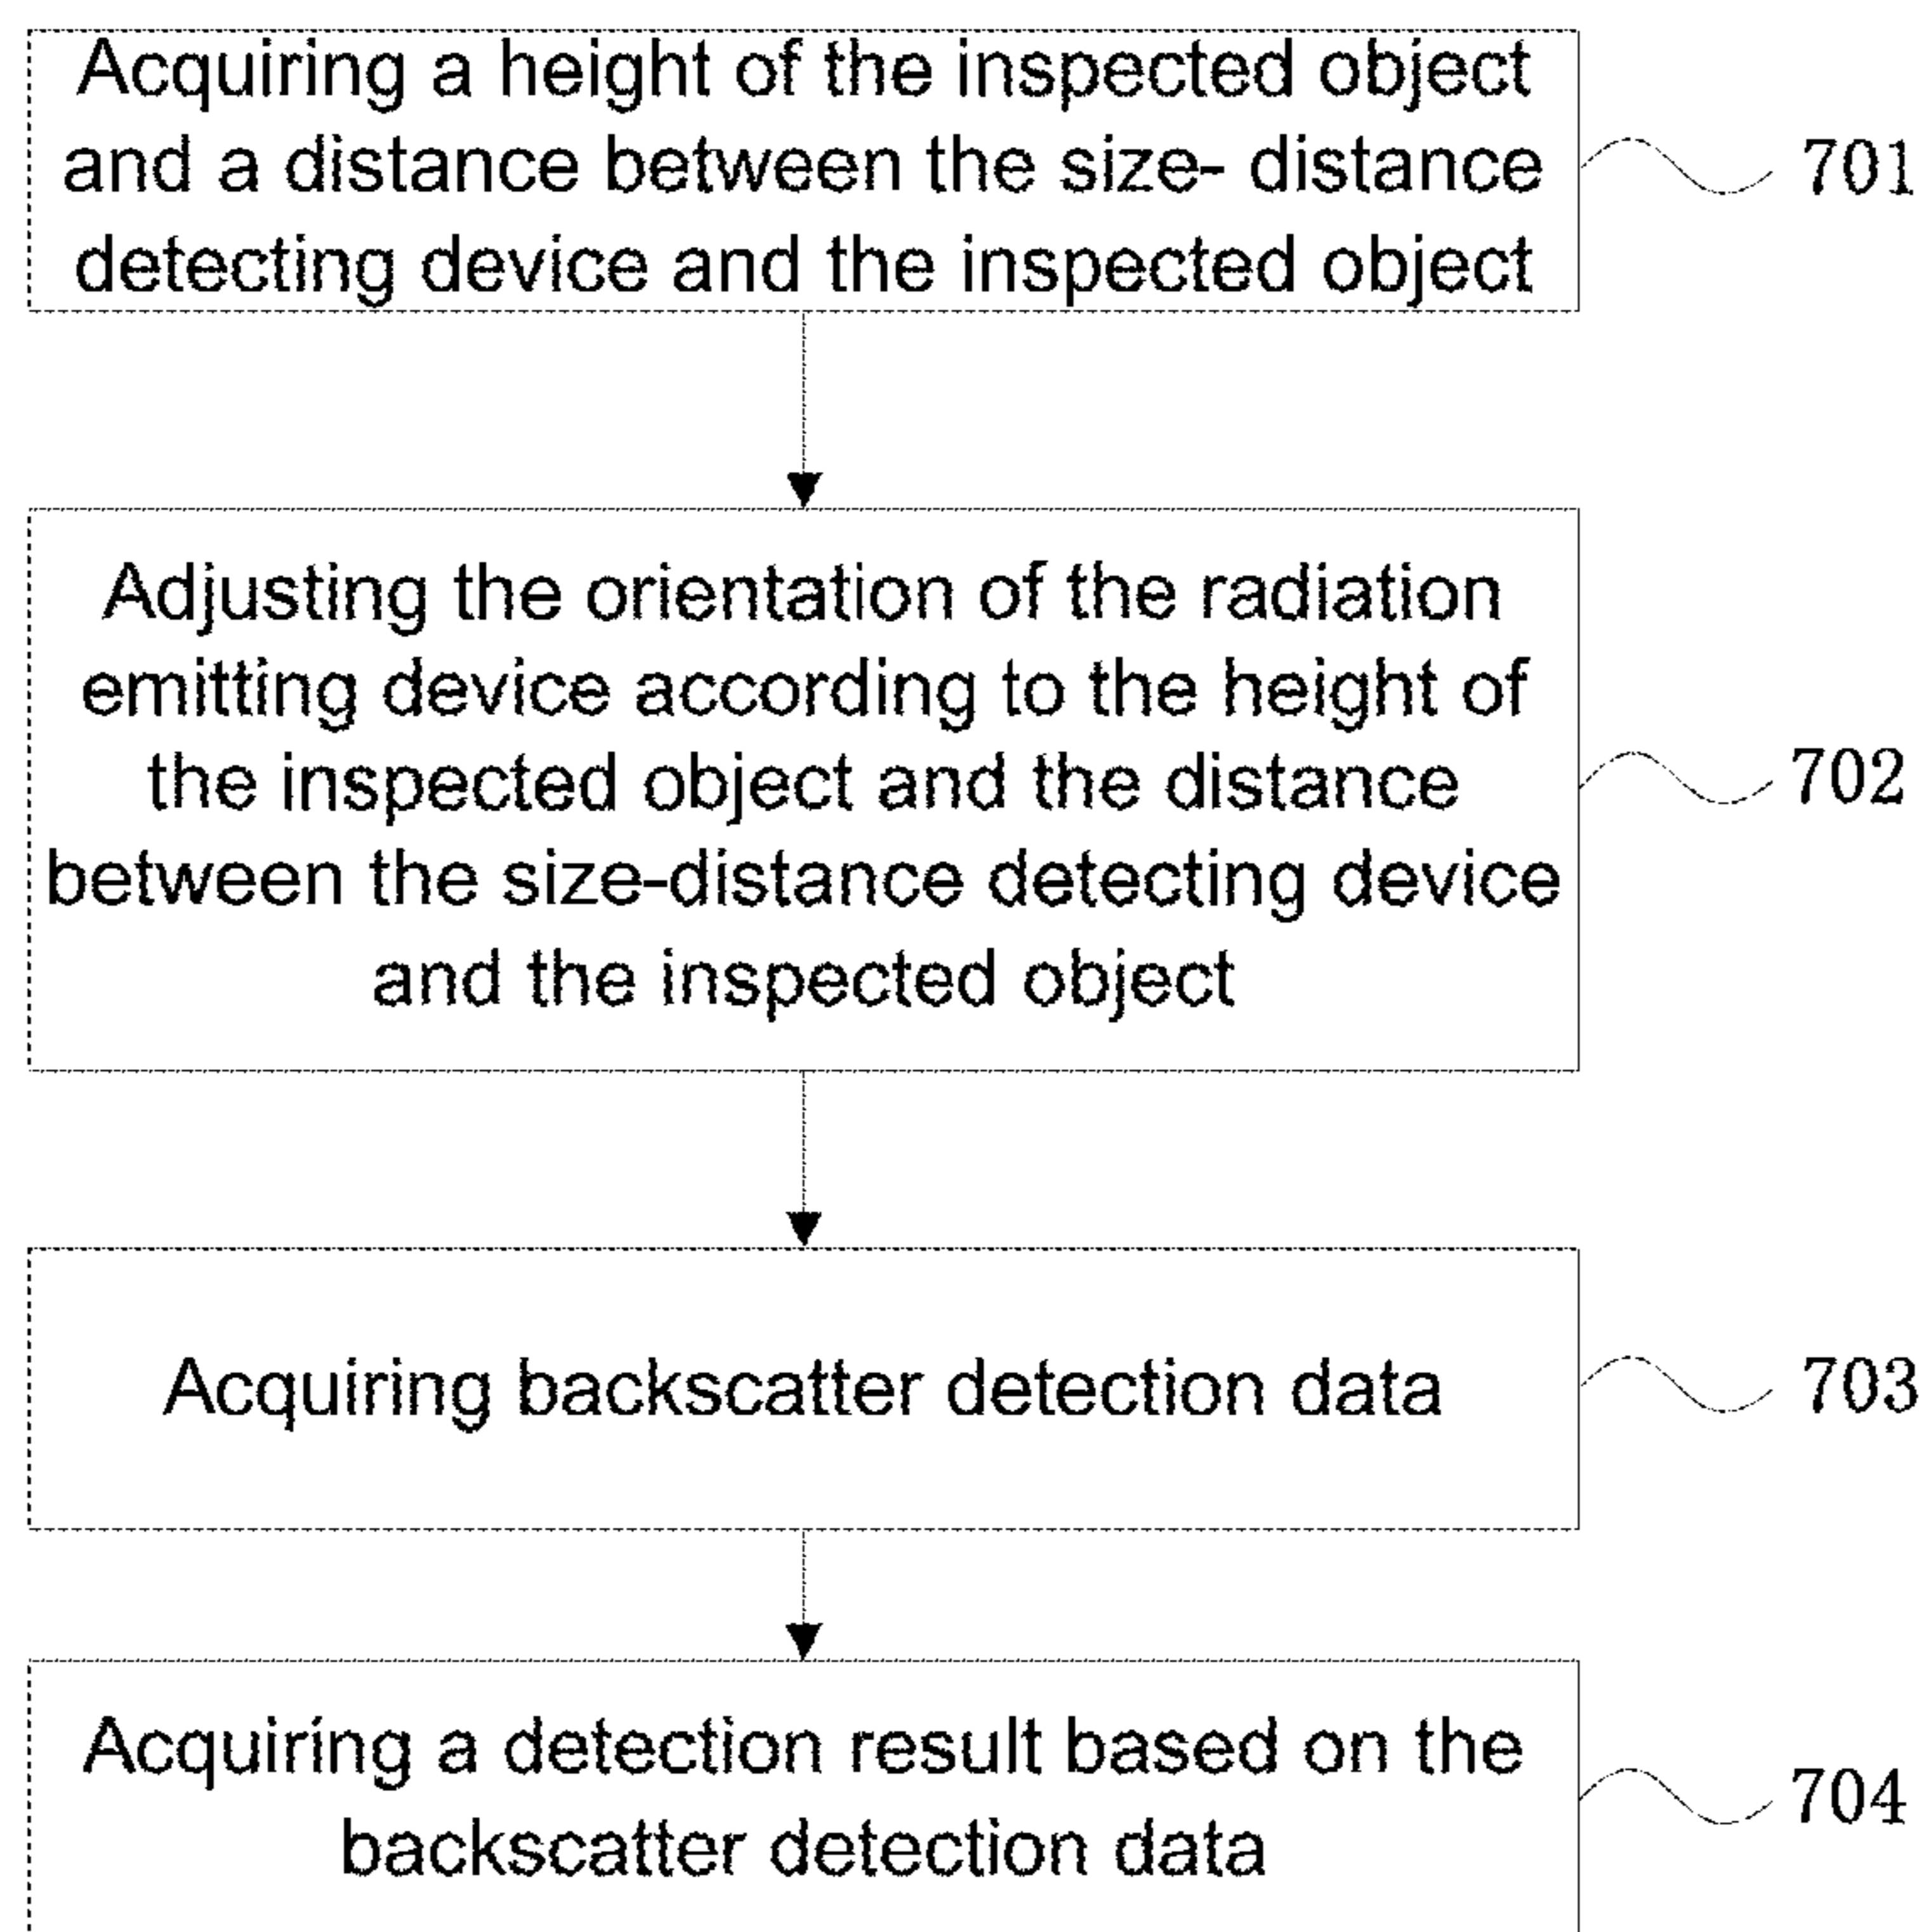 Acquiring a height of the inspected object
and a distance between the size- distance
detecting device and the inspected object
701
Adjusting the orientation of the radiation
emitting device according to the height of
the inspected object and the distance
between the size-distance detecting device
and the inspected object
702
Acquiring backscatter detection data
703
Acquiring a detection result based on the
backscatter detection data
704